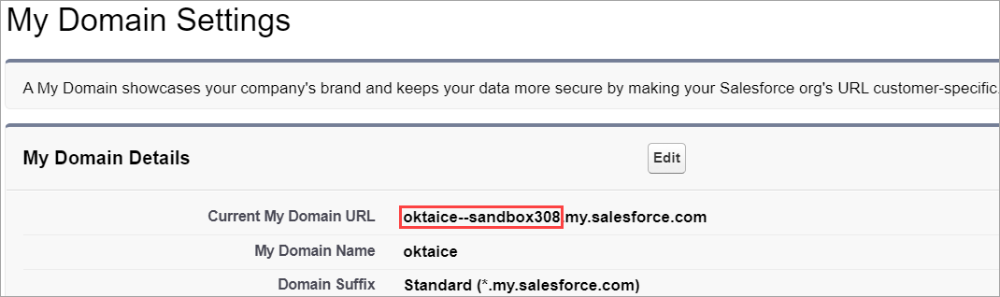 My Domain Settings
A My Domain showcases your company's brand and keeps your data more secure by making your Salesforce org's URL customer-specific.
My Domain Details
Edit
Current My Domain URL oktaice--sandbox308.my.salesforce.com
My Domain Name oktaice
Domain Suffix Standard (*.my.salesforce.com)